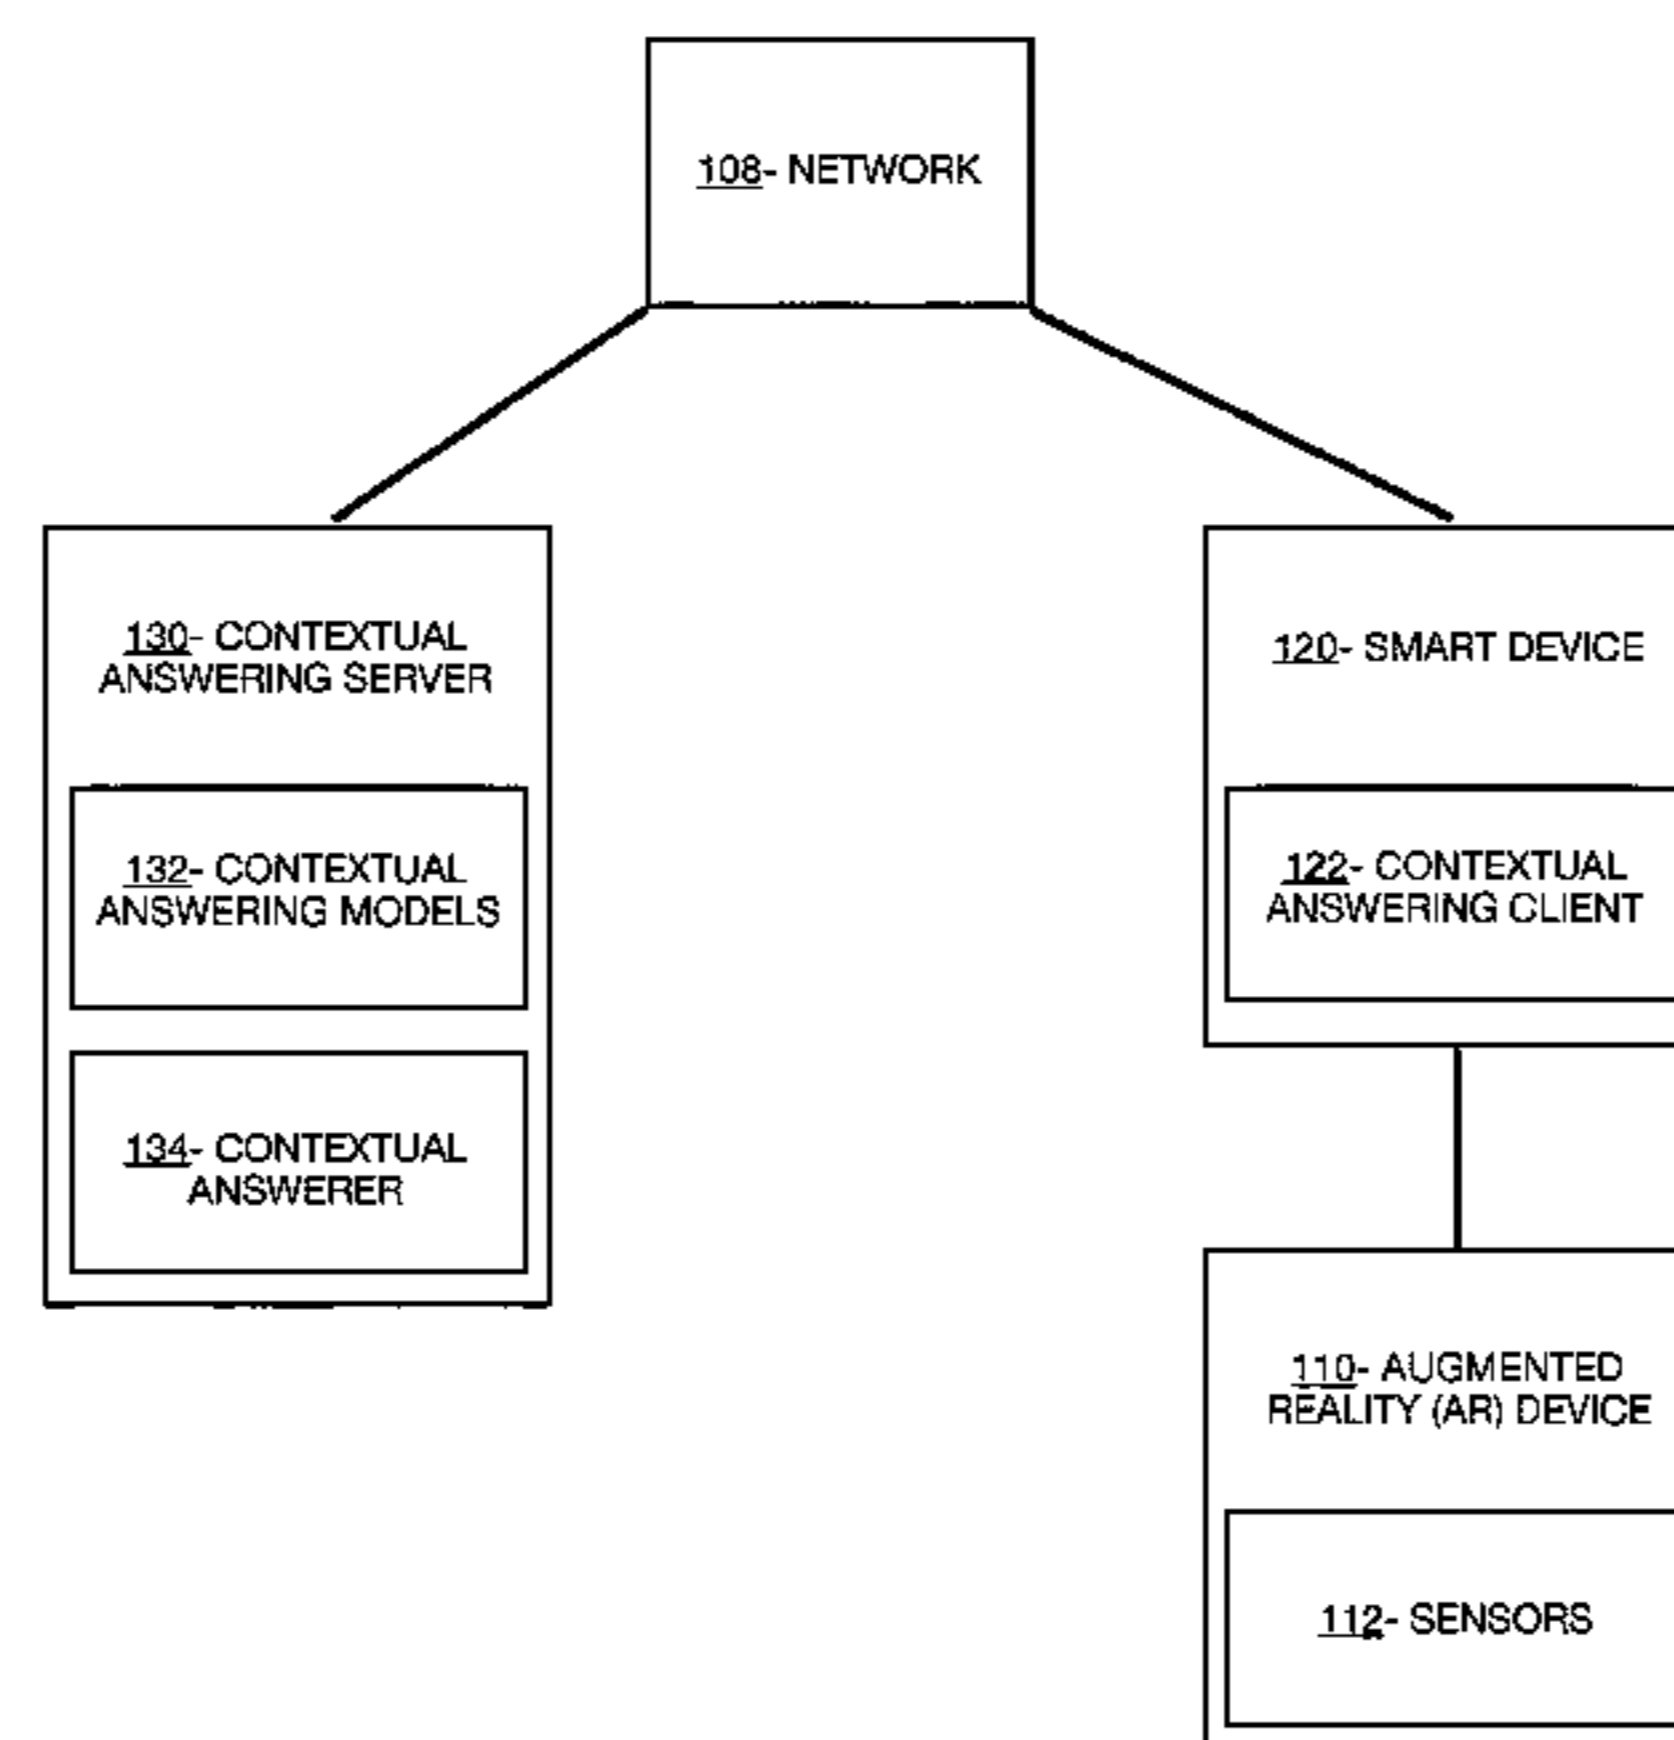 108- NETWORK
130- CONTEXTUAL
ANSWERING SERVER
132- CONTEXTUAL
ANSWERING MODELS
134- CONTEXTUAL
ANSWERER
120- SMART DEVICE
122- CONTEXTUAL
ANSWERING CLIENT
110- AUGMENTED
REALITY (AR) DEVICE
112- SENSORS